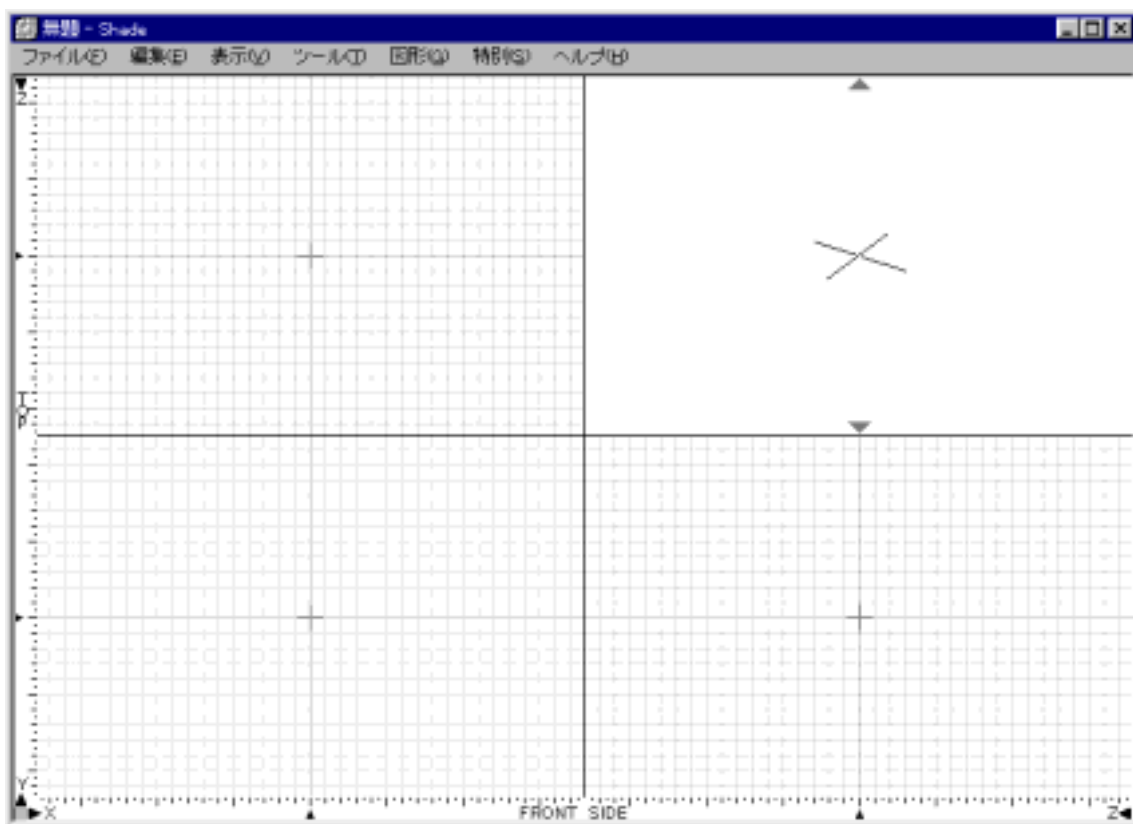 無題 - Shade
ファイル(F) 編集(E) 表示(V) ツール(T) 図形(G) 特別(S) ヘルプ(H)
Z
TOP
Y
X FRONT SIDE Z